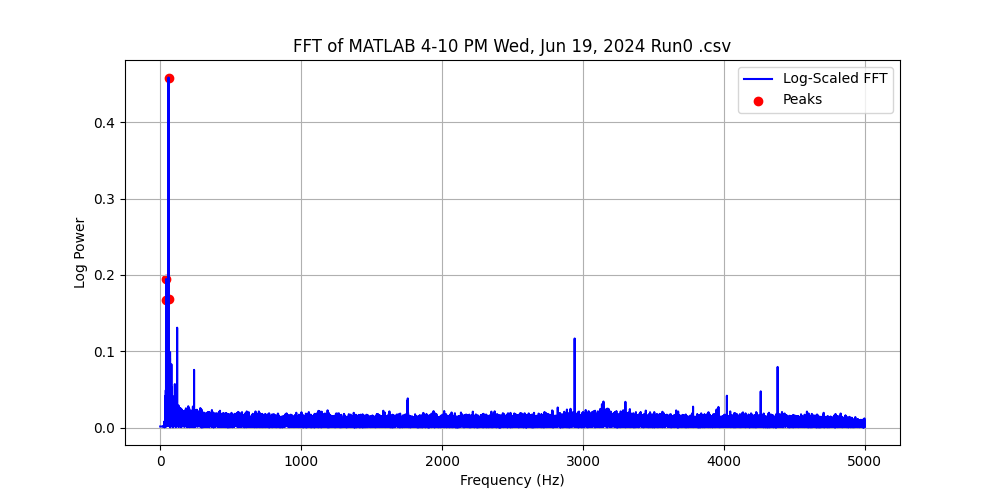 FFT of MATLAB 4-10 PM Wed, Jun 19, 2024 Run0 .csv
Log-Scaled FFT
Peaks
Log Power
0.4
0.3
0.2
0.1
0.0
0 1000 2000 3000 4000 5000
Frequency (Hz)